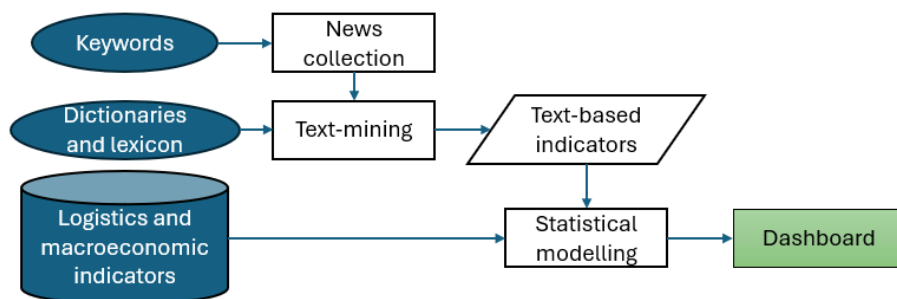 Keywords
News
collection
Dictionaries
and lexicon
Text-mining
Text-based
indicators
Logistics and
macroeconomic
indicators
Statistical
modelling
Dashboard